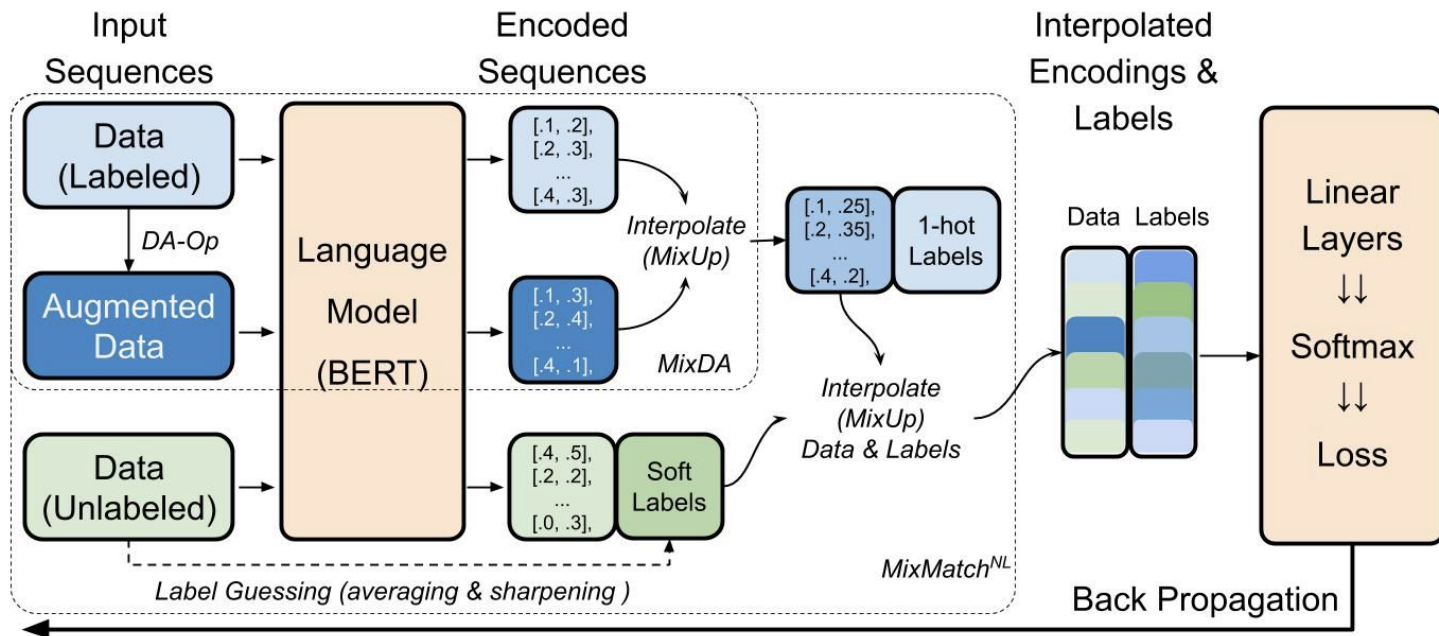 Input
Sequences
Encoded
Sequences
Interpolated
Encodings &
Labels
Data
(Labeled)
DA-Op
Augmented
Data
Data
(Unlabeled)
Language
Model
(BERT)
[.1, .2],
[.2, .3],
...
[.4, .3],
[.1, .3],
[.2, .4],
...
[.4, .1],
[.4, .5],
[.2, .2],
...
[.0, .3],
Soft
Labels
Interpolate
(MixUp)
MixDA
[.1, .25],
[.2, .35],
...
[.4, .2],
1-hot
Labels
Interpolate
(MixUp)
Data & Labels
Label Guessing (averaging & sharpening )
MixMatchᴺᴸ
Data Labels
Linear
Layers
↓↓
Softmax
↓↓
Loss
Back Propagation